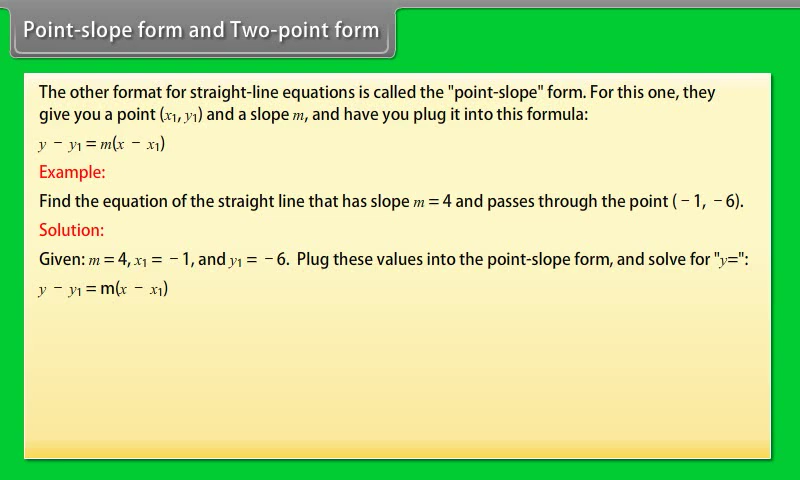 Point-slope form and Two-point form
The other format for straight-line equations is called the "point-slope" form. For this one, they
give you a point (x₁, y₁) and a slope m, and have you plug it into this formula:
y − y₁ = m(x − x₁)
Example:
Find the equation of the straight line that has slope m = 4 and passes through the point (−1, −6).
Solution:
Given: m = 4, x₁ = −1, and y₁ = −6. Plug these values into the point-slope form, and solve for "y=":
y − y₁ = m(x − x₁)